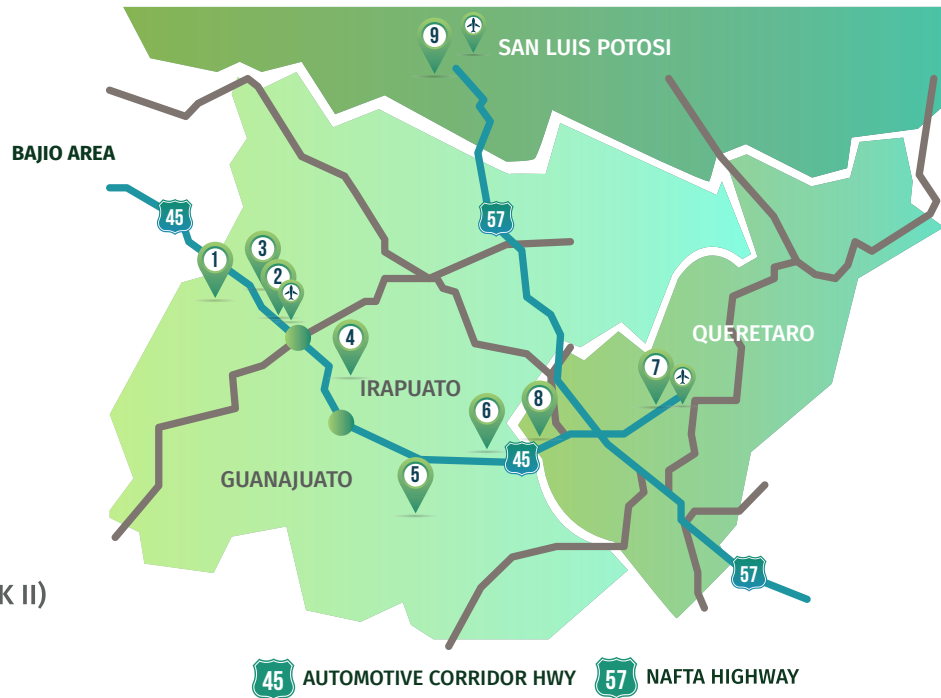 9
SAN LUIS POTOSI
BAJIO AREA
45
57
3
1
2
QUERETARO
4
IRAPUATO
7
8
6
45
5
GUANAJUATO
57
K II)
45 AUTOMOTIVE CORRIDOR HWY 57 NAFTA HIGHWAY